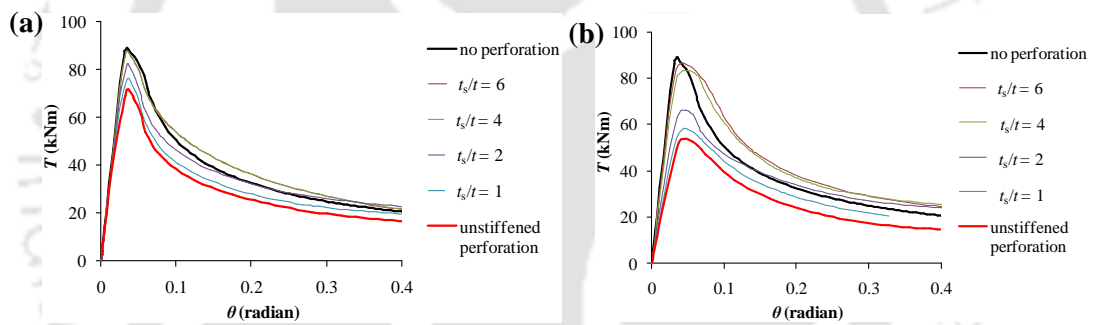 (a)
100
80
60
40
20
0
T (kNm)
0 0.1 0.2 0.3 0.4
θ (radian)
no perforation
ts/t = 6
ts/t = 4
ts/t = 2
ts/t = 1
unstiffened
perforation
(b)
100
80
60
40
20
0
T (kNm)
0 0.1 0.2 0.3 0.4
θ (radian)
no perforation
ts/t = 6
ts/t = 4
ts/t = 2
ts/t = 1
unstiffened
perforation